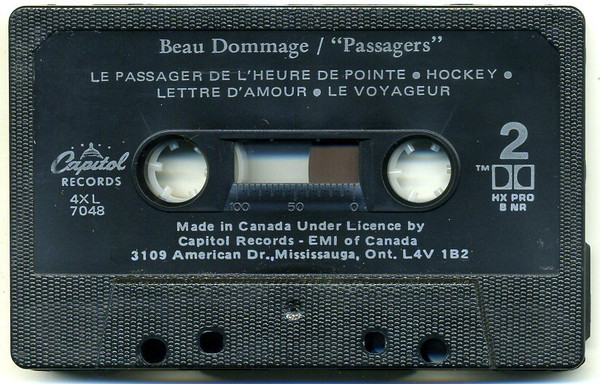 Beau Dommage / “Passagers”
LE PASSAGER DE L'HEURE DE POINTE • HOCKEY •
LETTRE D'AMOUR • LE VOYAGEUR
Capitol
RECORDS
4XL
7048
2
TM
HX PRO
B NR
100 50 0
Made in Canada Under Licence by
Capitol Records - EMI of Canada
3109 American Dr.,Mississauga, Ont. L4V 1B2